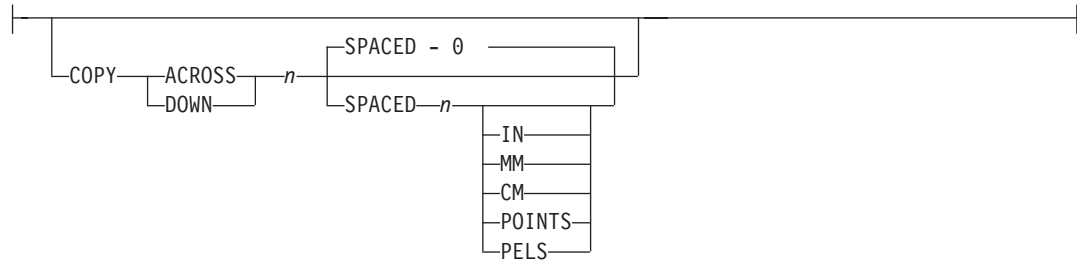 SPACED - 0
COPY ACROSS n
DOWN SPACED n
IN
MM
CM
POINTS
PELS